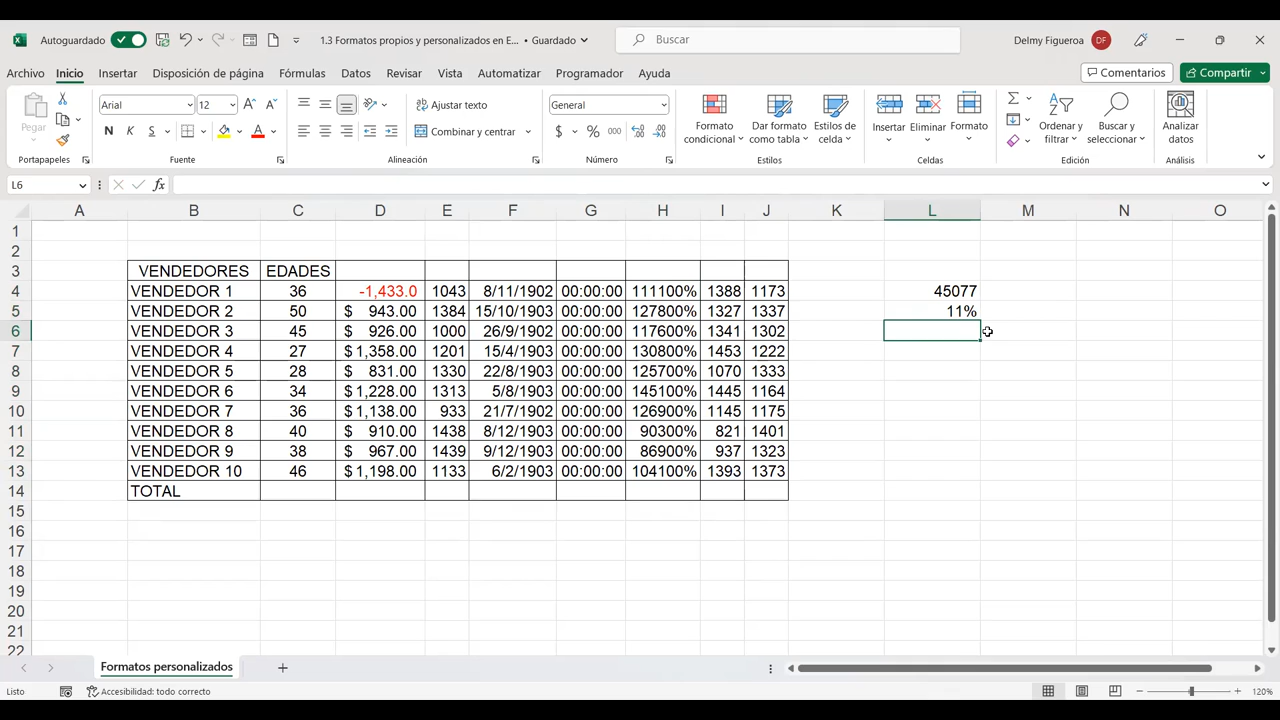 Autoguardado 1.3 Formatos propios y personalizados en E... • Guardado Buscar Delmy Figueroa DF
Archivo Inicio Insertar Disposición de página Fórmulas Datos Revisar Vista Automatizar Programador Ayuda Comentarios Compartir
Pegar Arial 12 Ajustar texto General Formato condicional Dar formato como tabla Estilos de celda Insertar Eliminar Formato Ordenar y filtrar Buscar y seleccionar Analizar datos
N K S Combinar y centrar $ % 000
Portapapeles Fuente Alineación Número Estilos Celdas Edición Análisis
L6 fx
A B C D E F G H I J K L M N O
1
2
3 VENDEDORES EDADES
4 VENDEDOR 1 36 -1,433.0 1043 8/11/1902 00:00:00 111100% 1388 1173 45077
5 VENDEDOR 2 50 $ 943.00 1384 15/10/1903 00:00:00 127800% 1327 1337 11%
6 VENDEDOR 3 45 $ 926.00 1000 26/9/1902 00:00:00 117600% 1341 1302
7 VENDEDOR 4 27 $ 1,358.00 1201 15/4/1903 00:00:00 130800% 1453 1222
8 VENDEDOR 5 28 $ 831.00 1330 22/8/1903 00:00:00 125700% 1070 1333
9 VENDEDOR 6 34 $ 1,228.00 1313 5/8/1903 00:00:00 145100% 1445 1164
10 VENDEDOR 7 36 $ 1,138.00 933 21/7/1902 00:00:00 126900% 1145 1175
11 VENDEDOR 8 40 $ 910.00 1438 8/12/1903 00:00:00 90300% 821 1401
12 VENDEDOR 9 38 $ 967.00 1439 9/12/1903 00:00:00 86900% 937 1323
13 VENDEDOR 10 46 $ 1,198.00 1133 6/2/1903 00:00:00 104100% 1393 1373
14 TOTAL
15
16
17
18
19
20
21
22
Formatos personalizados
Listo Accesibilidad: todo correcto 120%